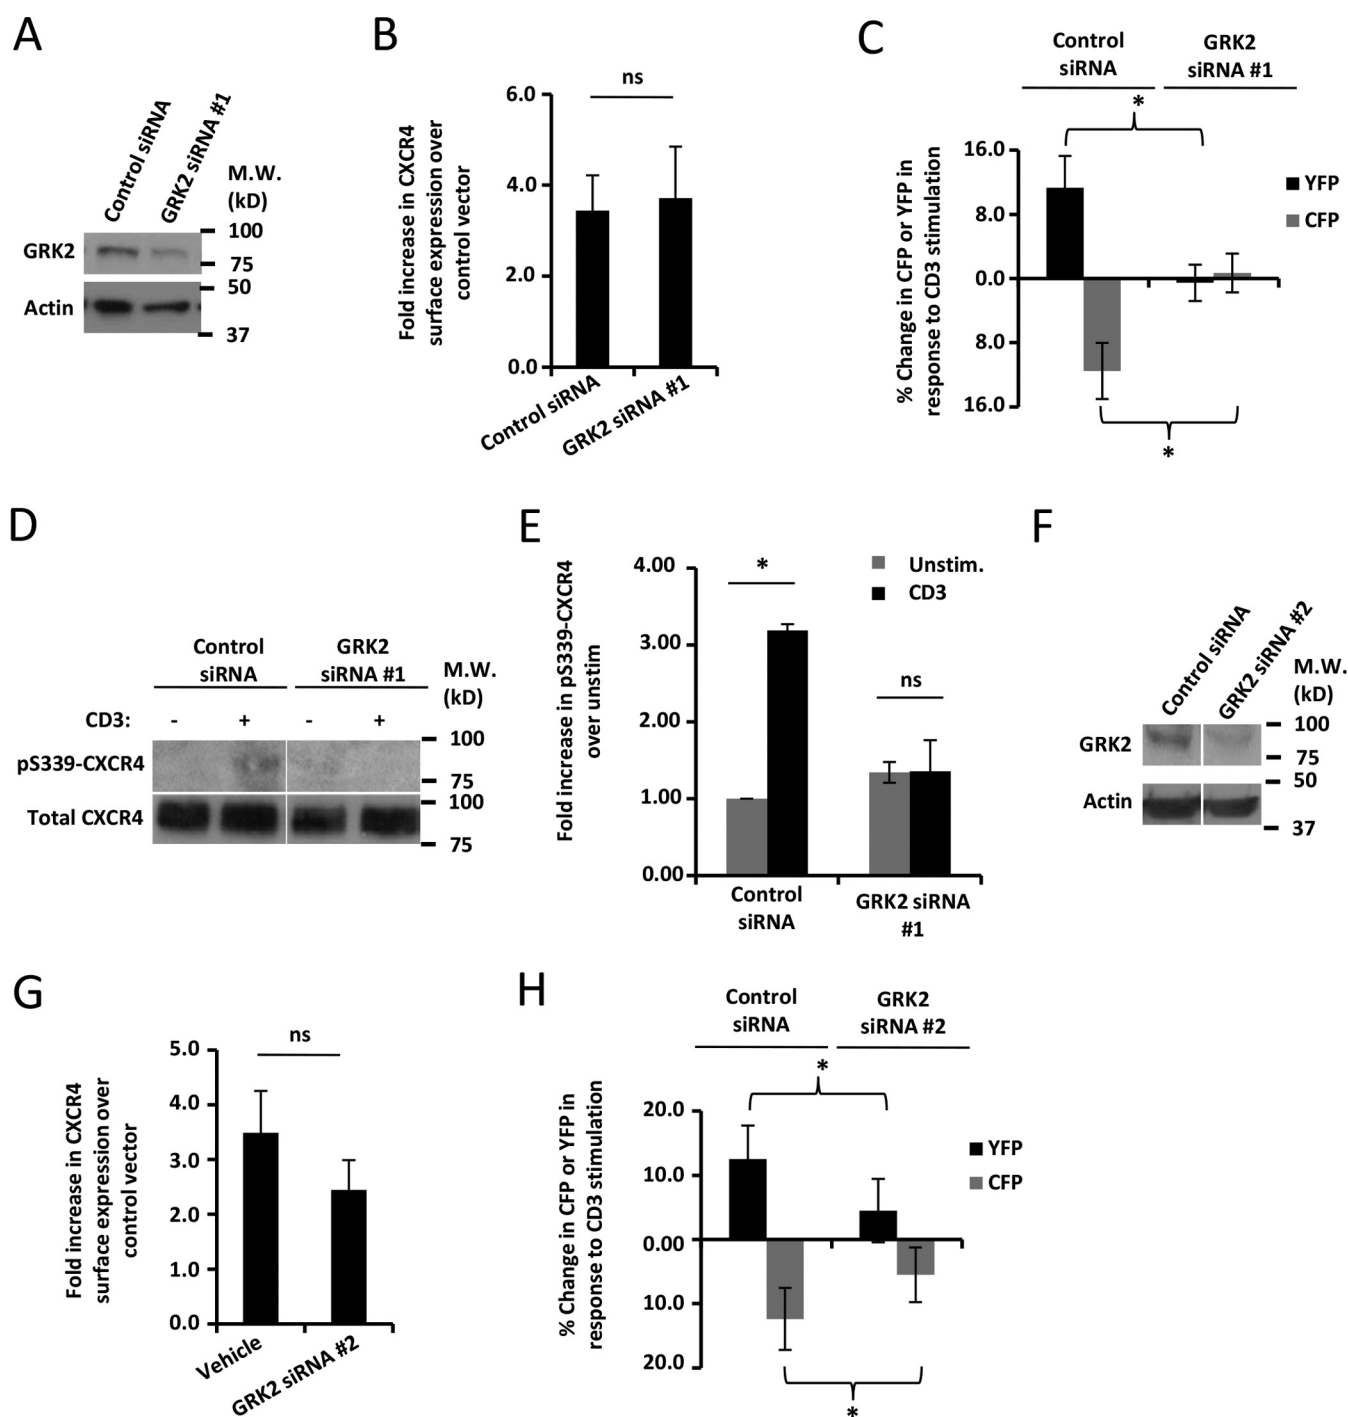 A
Control siRNA
GRK2 siRNA #1
M.W.
(kD)
GRK2
100
75
Actin
50
37
B
Fold increase in CXCR4
surface expression over
control vector
ns
6.0
4.0
2.0
0.0
Control siRNA
GRK2 siRNA #1
C
Control
siRNA
GRK2
siRNA #1
*
% Change in CFP or YFP in
response to CD3 stimulation
16.0
8.0
0.0
8.0
16.0
YFP
CFP
*
D
Control
siRNA
GRK2
siRNA #1
M.W.
(kD)
CD3:
-
+
-
+
pS339-CXCR4
100
75
Total CXCR4
100
75
E
Fold increase in pS339-CXCR4
over unstim
4.00
3.00
2.00
1.00
0.00
*
ns
Unstim.
CD3
Control
siRNA
GRK2 siRNA
#1
F
Control siRNA
GRK2 siRNA #2
M.W.
(kD)
GRK2
100
75
Actin
50
37
G
Fold increase in CXCR4
surface expression over
control vector
ns
5.0
4.0
3.0
2.0
1.0
0.0
Vehicle
GRK2 siRNA #2
H
Control
siRNA
GRK2
siRNA #2
*
% Change in CFP or YFP in
response to CD3 stimulation
20.0
10.0
0.00
10.0
20.0
YFP
CFP
*